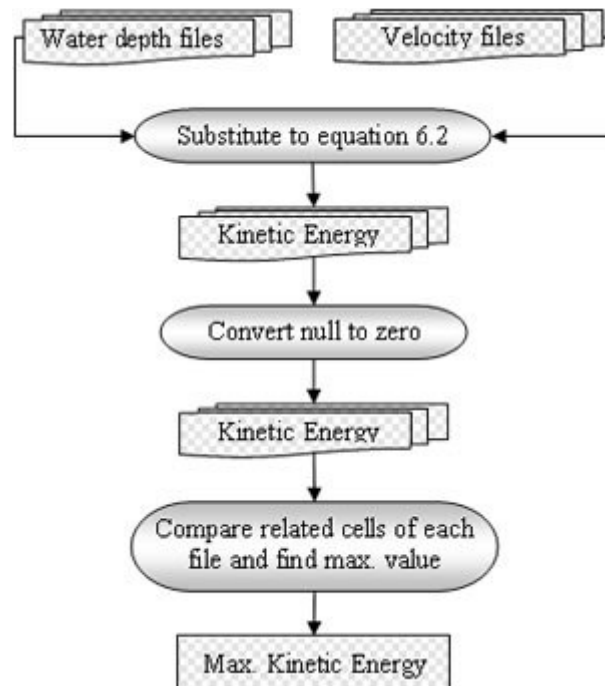 Water depth files
Velocity files
Substitute to equation 6.2
Kinetic Energy
Convert null to zero
Kinetic Energy
Compare related cells of each
file and find max. value
Max. Kinetic Energy